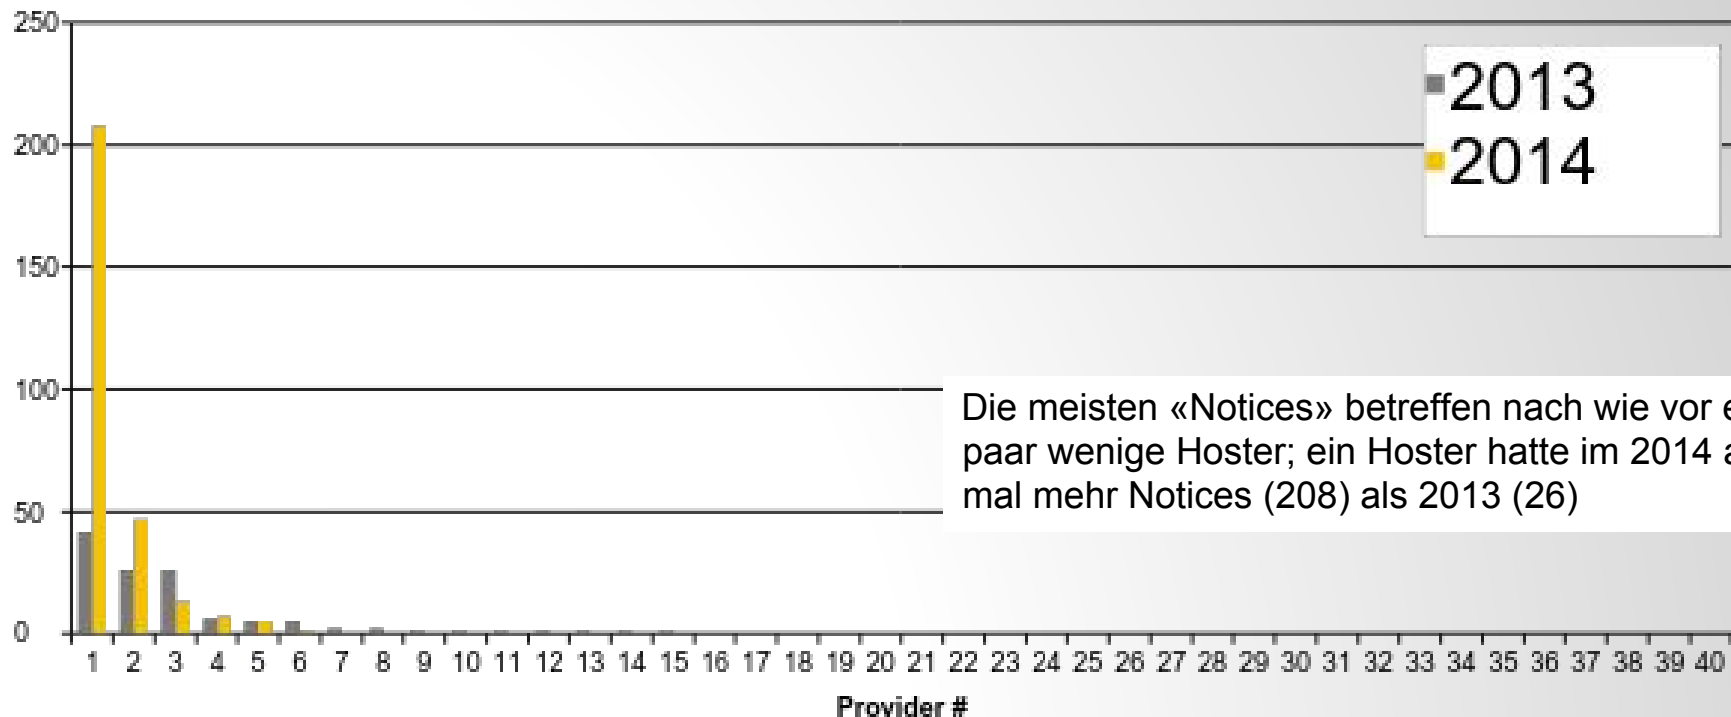 250
2013
2014
200
150
100
Die meisten «Notices» betreffen nach wie vor
paar wenige Hoster; ein Hoster hatte im 2014
mal mehr Notices (208) als 2013 (26)
50
0
1 2 3 4 5 6 7 8 9 10 11 12 13 14 15 16 17 18 19 20 21 22 23 24 25 26 27 28 29 30 31 32 33 34 35 36 37 38 39 40
Provider #